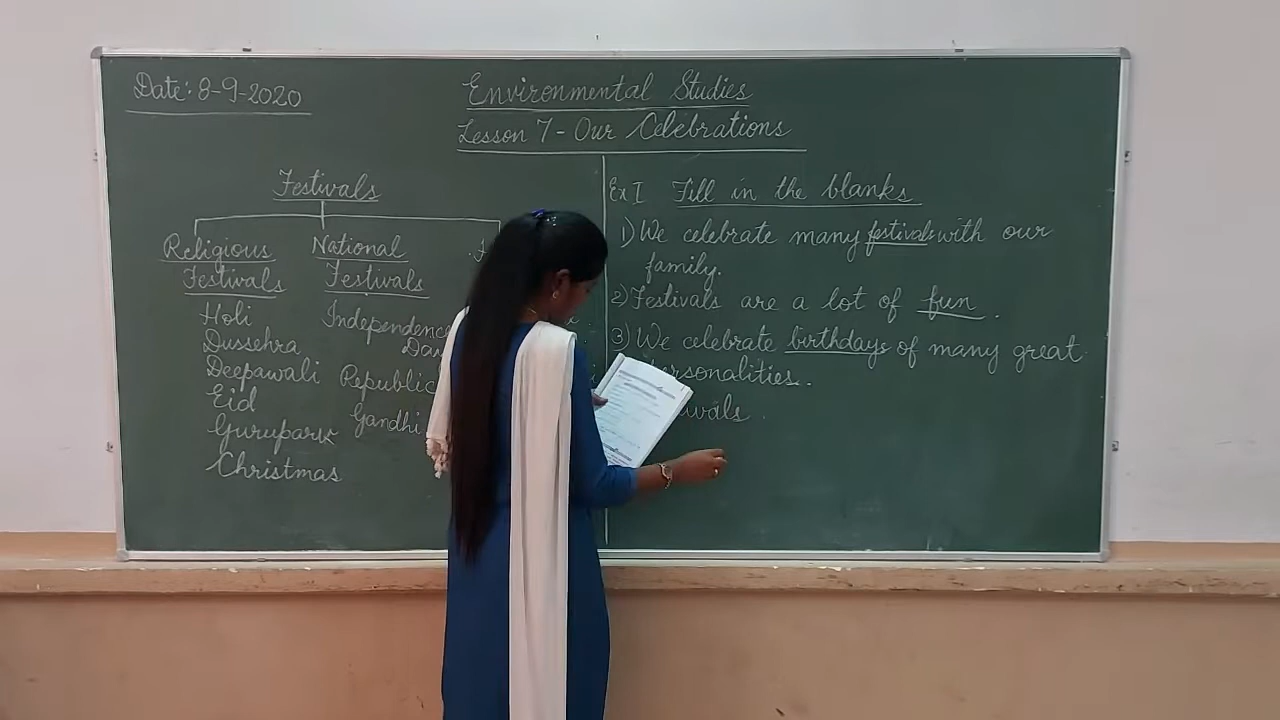 Date: 8-9-2020
Environmental Studies
Lesson 7 - Our Celebrations
Festivals
Religious
Festivals
Holi
Dussehra
Deepawali
Eid
Gurupark
Christmas
National
Festivals
Independence
Day
Republic
Gandhi
Ex I Fill in the blanks
1) We celebrate many festivals with our
family.
2) Festivals are a lot of fun.
3) We celebrate birthdays of many great
personalities.